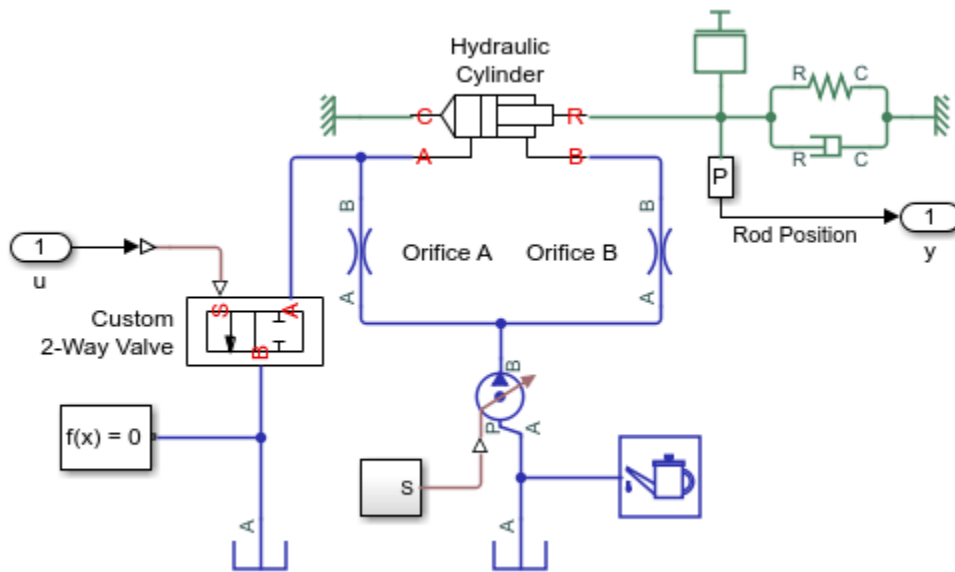 Hydraulic
Cylinder
C
R
A
B
R
C
R
C
P
Rod Position
1
y
B
B
Orifice A
Orifice B
A
A
1
u
S
A
B
Custom
2-Way Valve
B
P
A
f(x) = 0
S
A
A